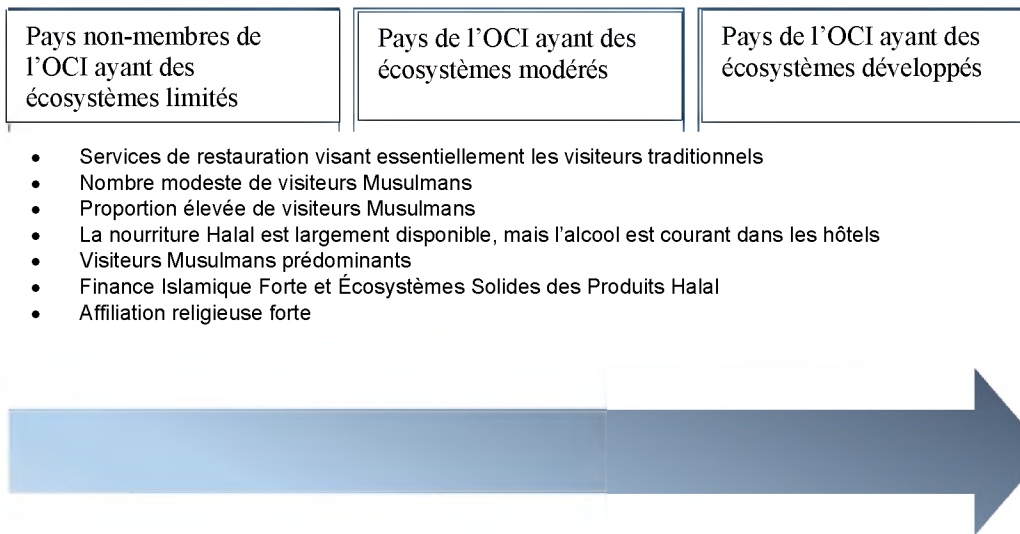 Pays non-membres de
l'OCI ayant des
écosystèmes limités
Pays de l'OCI ayant des
écosystèmes modérés
Pays de l'OCI ayant des
écosystèmes développés
• Services de restauration visant essentiellement les visiteurs traditionnels
• Nombre modeste de visiteurs Musulmans
• Proportion élevée de visiteurs Musulmans
• La nourriture Halal est largement disponible, mais l'alcool est courant dans les hôtels
• Visiteurs Musulmans prédominants
• Finance Islamique Forte et Écosystèmes Solides des Produits Halal
• Affiliation religieuse forte